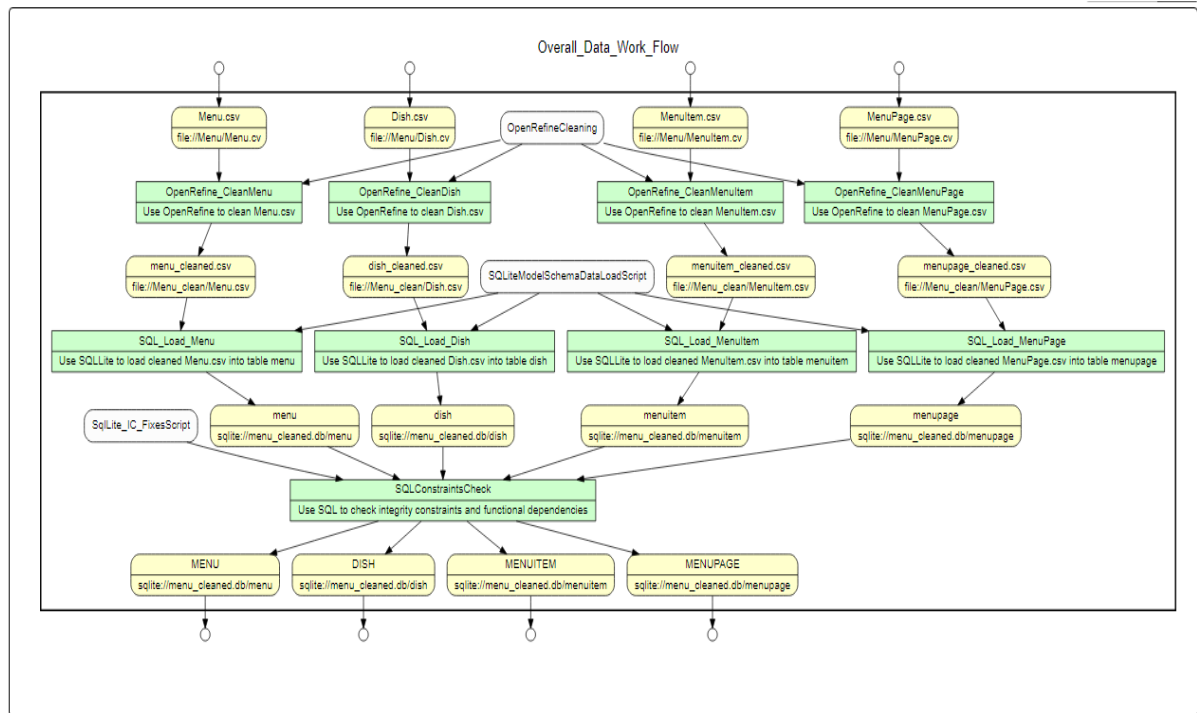 Overall_Data_Work_Flow
Menu.csv
file://Menu/Menu.cv
Dish.csv
file://Menu/Dish.cv
OpenRefineCleaning
MenuItem.csv
file://Menu/MenuItem.cv
MenuPage.csv
file://Menu/MenuPage.cv
OpenRefine_CleanMenu
Use OpenRefine to clean Menu.csv
OpenRefine_CleanDish
Use OpenRefine to clean Dish.csv
OpenRefine_CleanMenuItem
Use OpenRefine to clean MenuItem.csv
OpenRefine_CleanMenuPage
Use OpenRefine to clean MenuPage.csv
menu_cleaned.csv
file://Menu_clean/Menu.csv
dish_cleaned.csv
file://Menu_clean/Dish.csv
SQLiteModelSchemaDataLoadScript
menuitem_cleaned.csv
file://Menu_clean/MenuItem.csv
menupage_cleaned.csv
file://Menu_clean/MenuPage.csv
SQL_Load_Menu
Use SQLLite to load cleaned Menu.csv into table menu
SQL_Load_Dish
Use SQLLite to load cleaned Dish.csv into table dish
SQL_Load_MenuItem
Use SQLLite to load cleaned MenuItem.csv into table menuitem
SQL_Load_MenuPage
Use SQLLite to load cleaned MenuPage.csv into table menupage
SqlLite_IC_FixesScript
menu
sqlite://menu_cleaned.db/menu
dish
sqlite://menu_cleaned.db/dish
menuitem
sqlite://menu_cleaned.db/menuitem
menupage
sqlite://menu_cleaned.db/menupage
SQLConstraintsCheck
Use SQL to check integrity constraints and functional dependencies
MENU
sqlite://menu_cleaned.db/menu
DISH
sqlite://menu_cleaned.db/dish
MENUITEM
sqlite://menu_cleaned.db/menuitem
MENUPAGE
sqlite://menu_cleaned.db/menupage